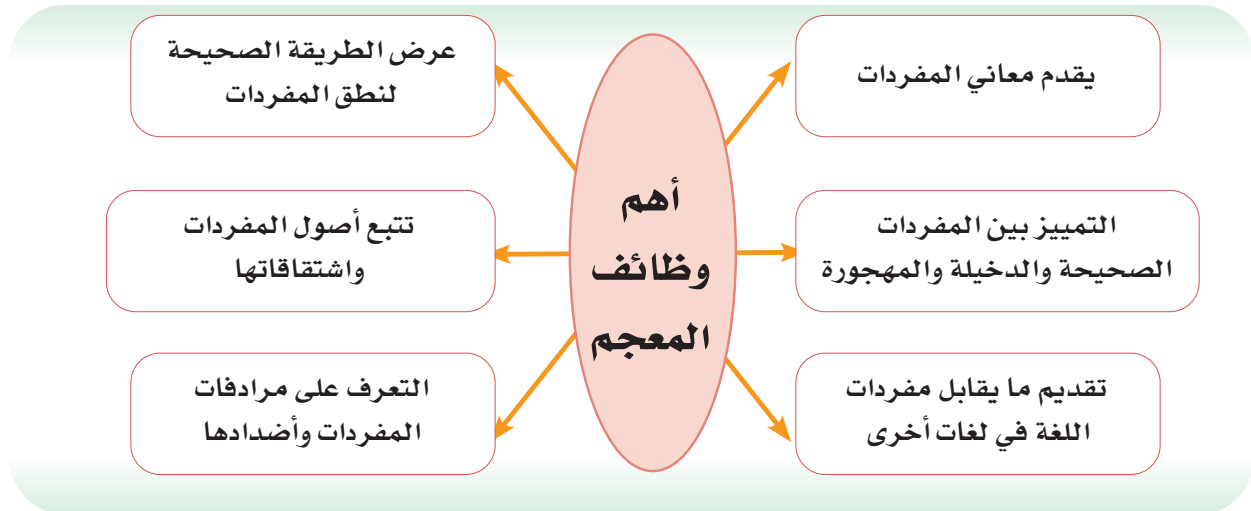 أهم
وظائف
المعجم
يقدم معاني المفردات
عرض الطريقة الصحيحة
لنطق المفردات
التمييز بين المفردات
الصحيحة والدخيلة والمهجورة
تتبع أصول المفردات
واشتقاقاتها
تقديم ما يقابل مفردات
اللغة في لغات أخرى
التعرف على مرادفات
المفردات وأضدادها